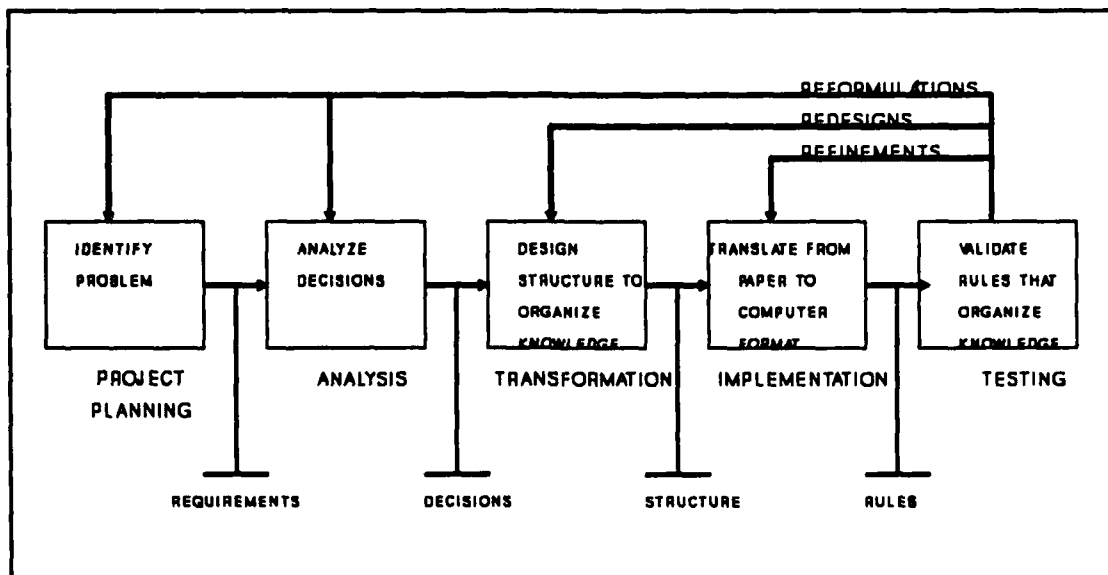 REFORMULATIONS
REDESIGNS
REFINEMENTS
IDENTIFY
PROBLEM
ANALYZE
DECISIONS
DESIGN
STRUCTURE TO
ORGANIZE
KNOWLEDGE
TRANSLATE FROM
PAPER TO
COMPUTER
FORMAT
VALIDATE
RULES THAT
ORGANIZE
KNOWLEDGE
PROJECT
PLANNING
ANALYSIS
TRANSFORMATION
IMPLEMENTATION
TESTING
REQUIREMENTS
DECISIONS
STRUCTURE
RULES